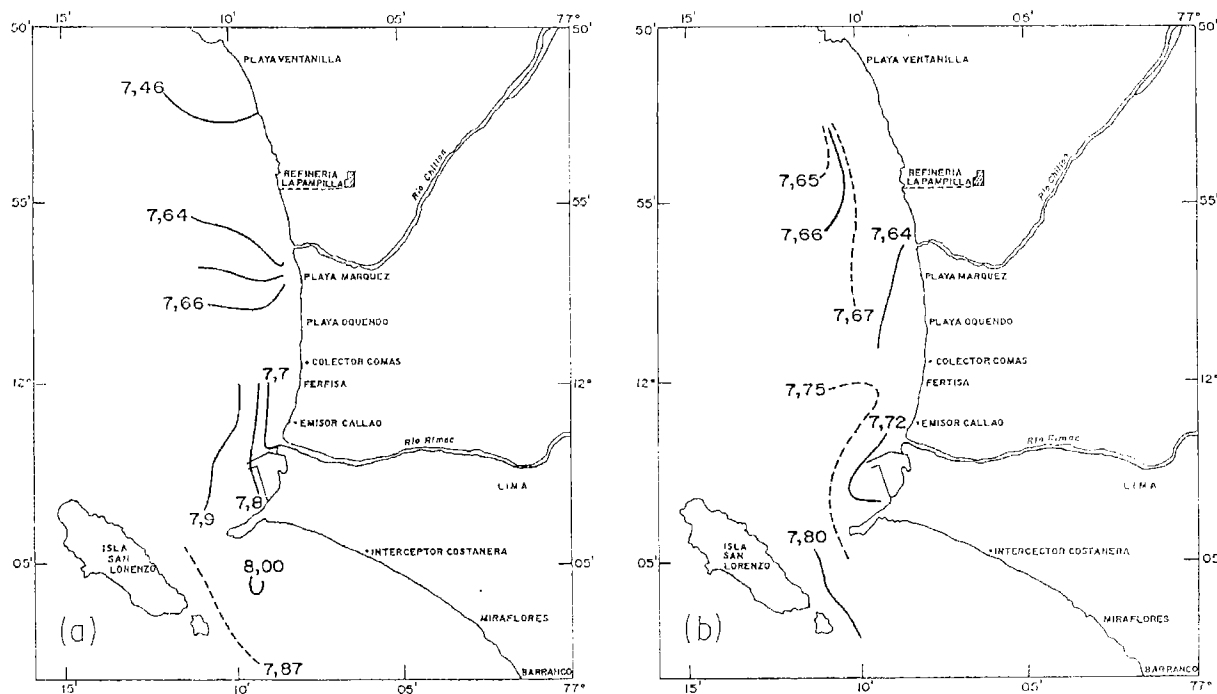 15' 10' 05' 77°
50' 50'
PLAYA VENTANILLA
7,46
REFINERIA
LA PAMPILLA
Río Chillon
55' 55'
7,64
PLAYA MARQUEZ
7,66
PLAYA OQUENDO
COLECTOR COMAS
7,7
12° FERFISA 12°
EMISOR CALLAO
Río Rimac
LIMA
7,8
7,9
ISLA
SAN
LORENZO
INTERCEPTOR COSTANERA
05' 05'
8,00
MIRAFLORES
(a)
7,87
BARRANCO
15' 10' 05' 77°
15' 10' 05' 77°
50' 50'
PLAYA VENTANILLA
REFINERIA
LA PAMPILLA
7,65
Río Chillon
55' 55'
7,66 7,64
PLAYA MARQUEZ
7,67
PLAYA OQUENDO
COLECTOR COMAS
12° FERTISA 12°
7,75
7,72
EMISOR CALLAO
Río Rimac
LIMA
7,80
ISLA
SAN
LORENZO
INTERCEPTOR COSTANERA
05' 05'
MIRAFLORES
(b)
BARRANCO
15' 10' 05' 77°